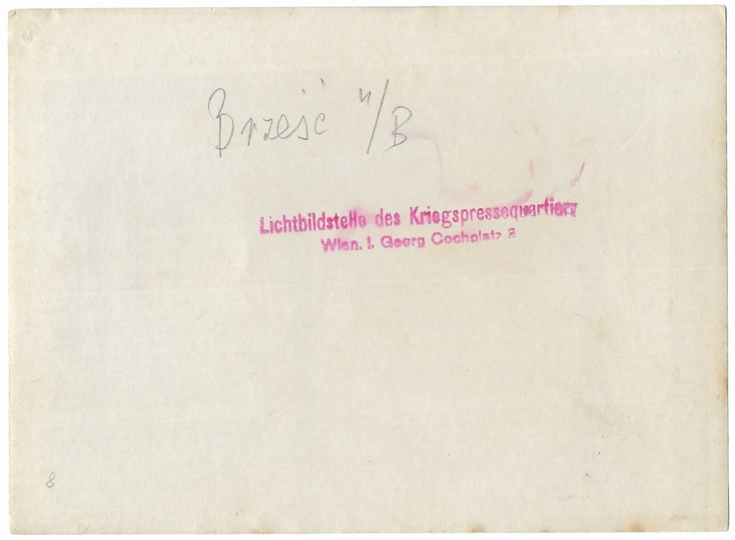 Brześć n/B
Lichtbildstelle des Kriegspressequartiers
Wien, I. Georg Cochplatz 2
8